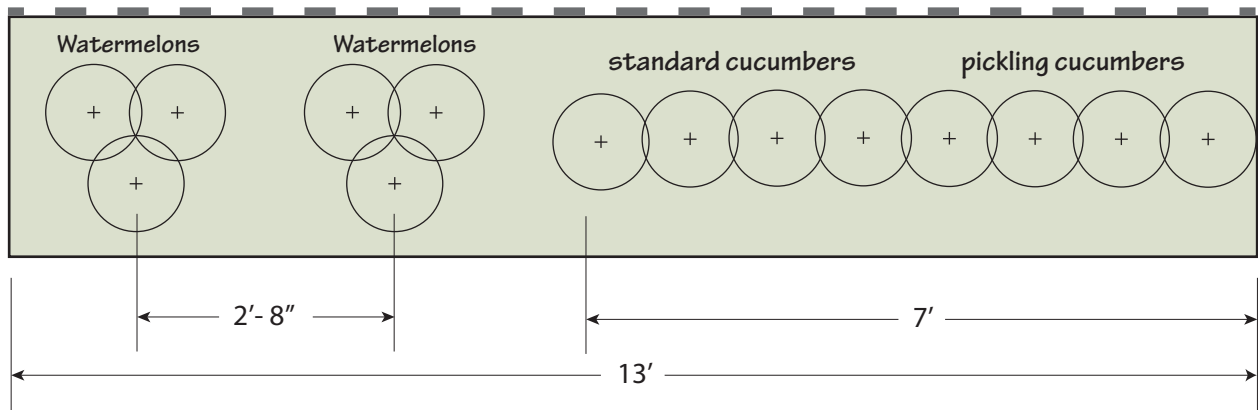 Watermelons
Watermelons
standard cucumbers
pickling cucumbers
2’- 8”
7’
13’